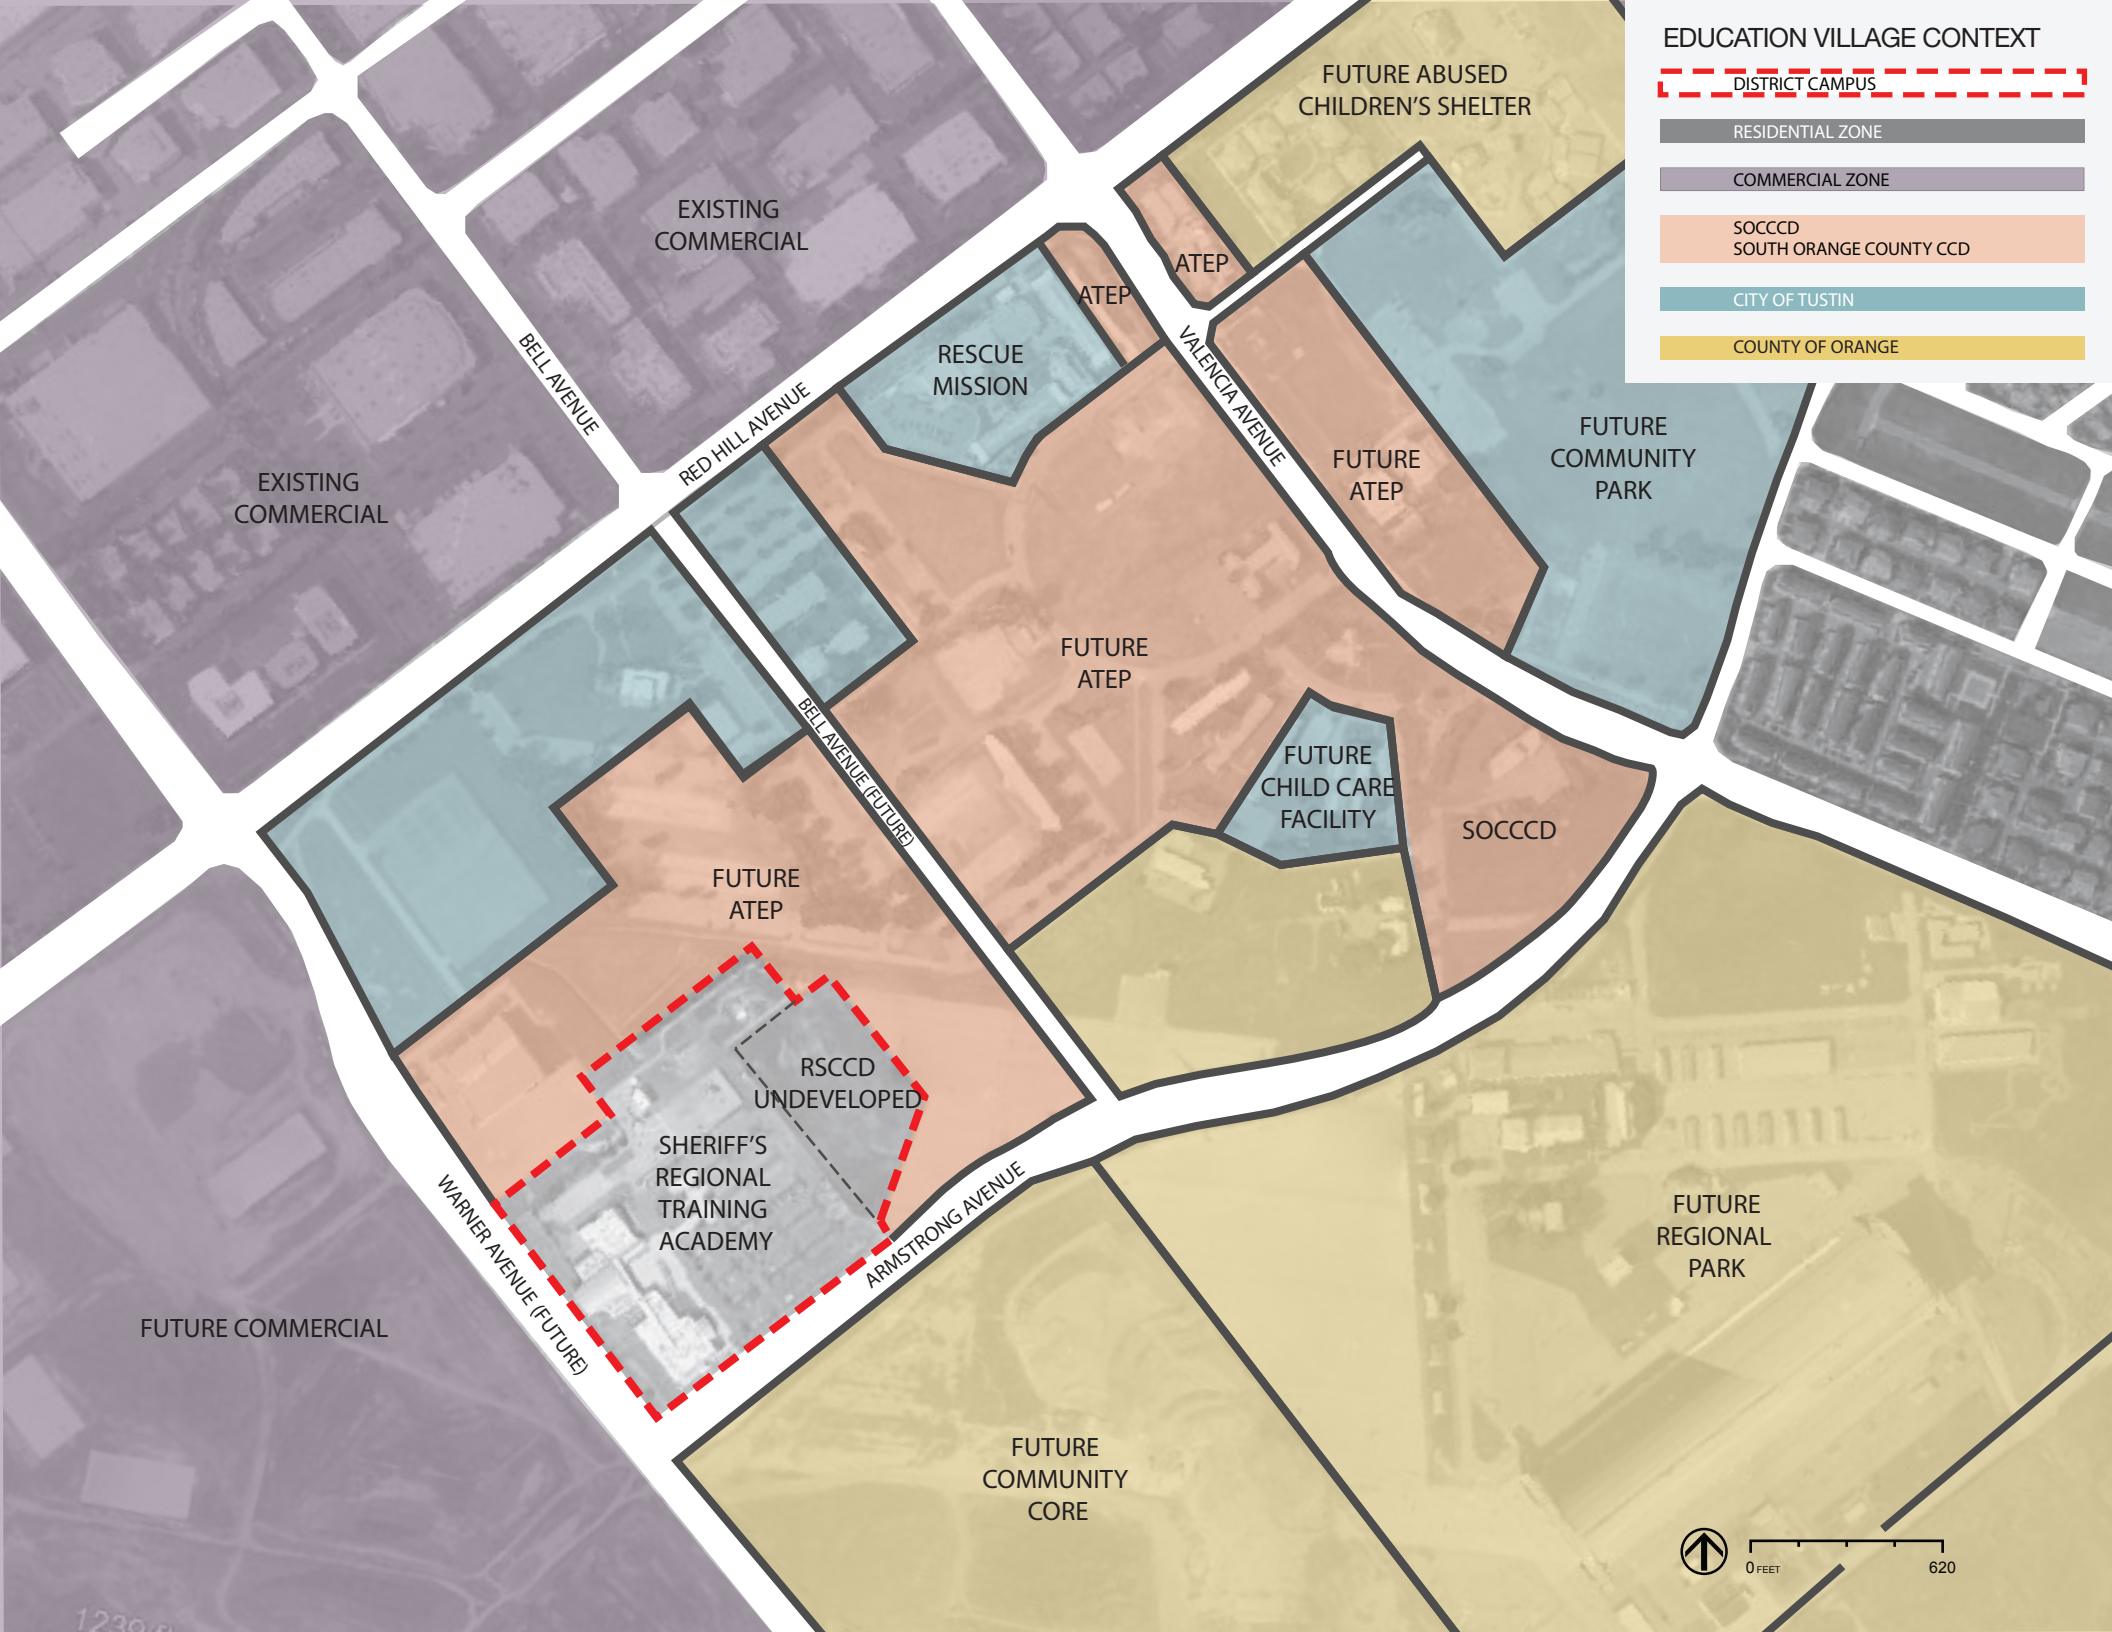 EDUCATION VILLAGE CONTEXT
DISTRICT CAMPUS
RESIDENTIAL ZONE
COMMERCIAL ZONE
SOCCCD
SOUTH ORANGE COUNTY CCD
CITY OF TUSTIN
COUNTY OF ORANGE
FUTURE ABUSED
CHILDREN'S SHELTER
EXISTING
COMMERCIAL
ATEP
ATEP
RESCUE
MISSION
BELL AVENUE
RED HILL AVENUE
VALENCIA AVENUE
FUTURE
COMMUNITY
PARK
FUTURE
ATEP
EXISTING
COMMERCIAL
FUTURE
ATEP
BELL AVENUE (FUTURE)
FUTURE
CHILD CARE
FACILITY
SOCCCD
FUTURE
ATEP
RSCCD
UNDEVELOPED
SHERIFF'S
REGIONAL
TRAINING
ACADEMY
WARNER AVENUE (FUTURE)
ARMSTRONG AVENUE
FUTURE
REGIONAL
PARK
FUTURE COMMERCIAL
FUTURE
COMMUNITY
CORE
0 FEET 620